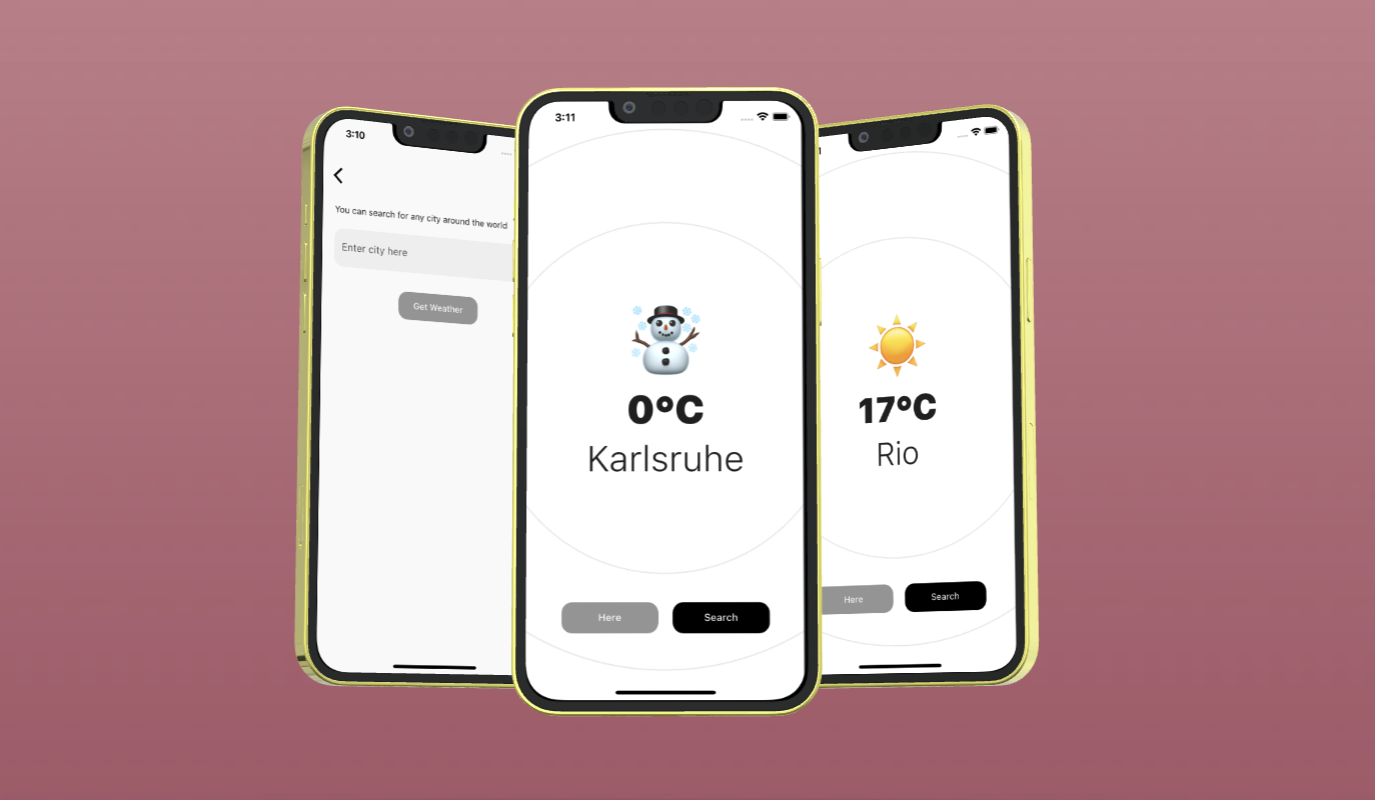 3:10
You can search for any city around the world
Enter city here
Get Weather
3:11
0°C
Karlsruhe
Here
Search
17°C
Rio
Here
Search